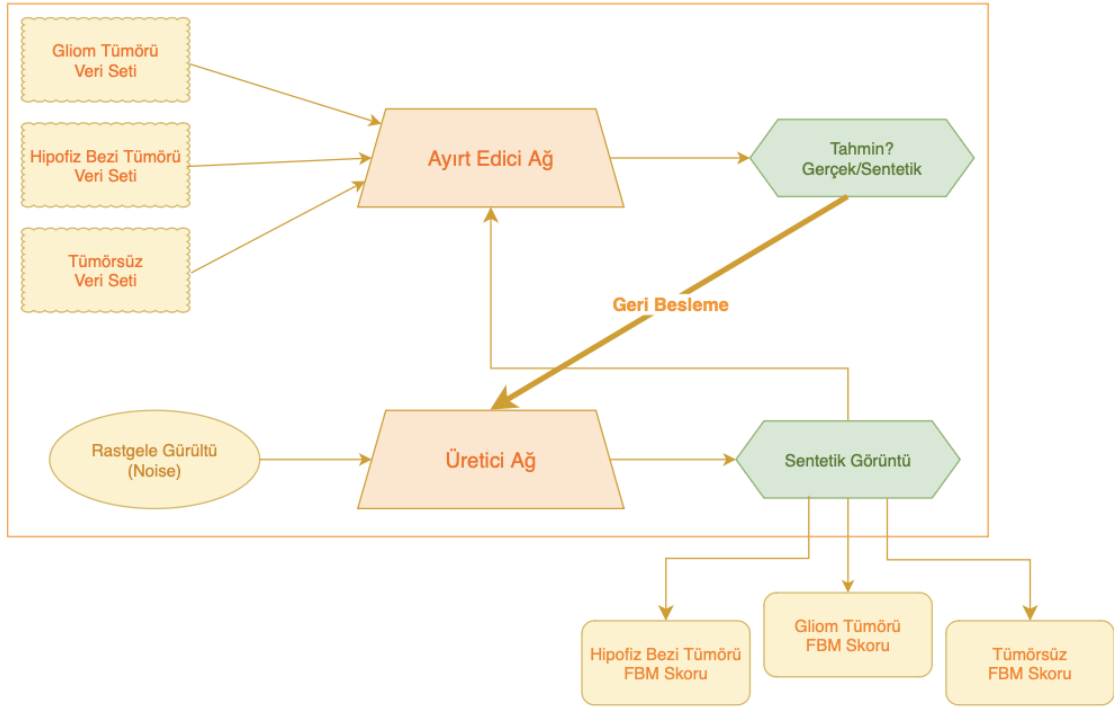 Gliom Tümörü
Veri Seti
Hipofiz Bezi Tümörü
Veri Seti
Tümörsüz
Veri Seti
Ayırt Edici Ağ
Tahmin?
Gerçek/Sentetik
Geri Besleme
Rastgele Gürültü
(Noise)
Üretici Ağ
Sentetik Görüntü
Hipofiz Bezi Tümörü
FBM Skoru
Gliom Tümörü
FBM Skoru
Tümörsüz
FBM Skoru